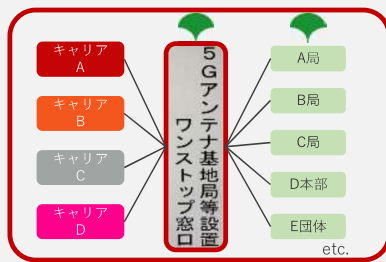 キャリア
A
キャリア
B
キャリア
C
キャリア
D
5Gアンテナ基地局等設置
ワンストップ窓口
A局
B局
C局
D本部
E団体
etc.